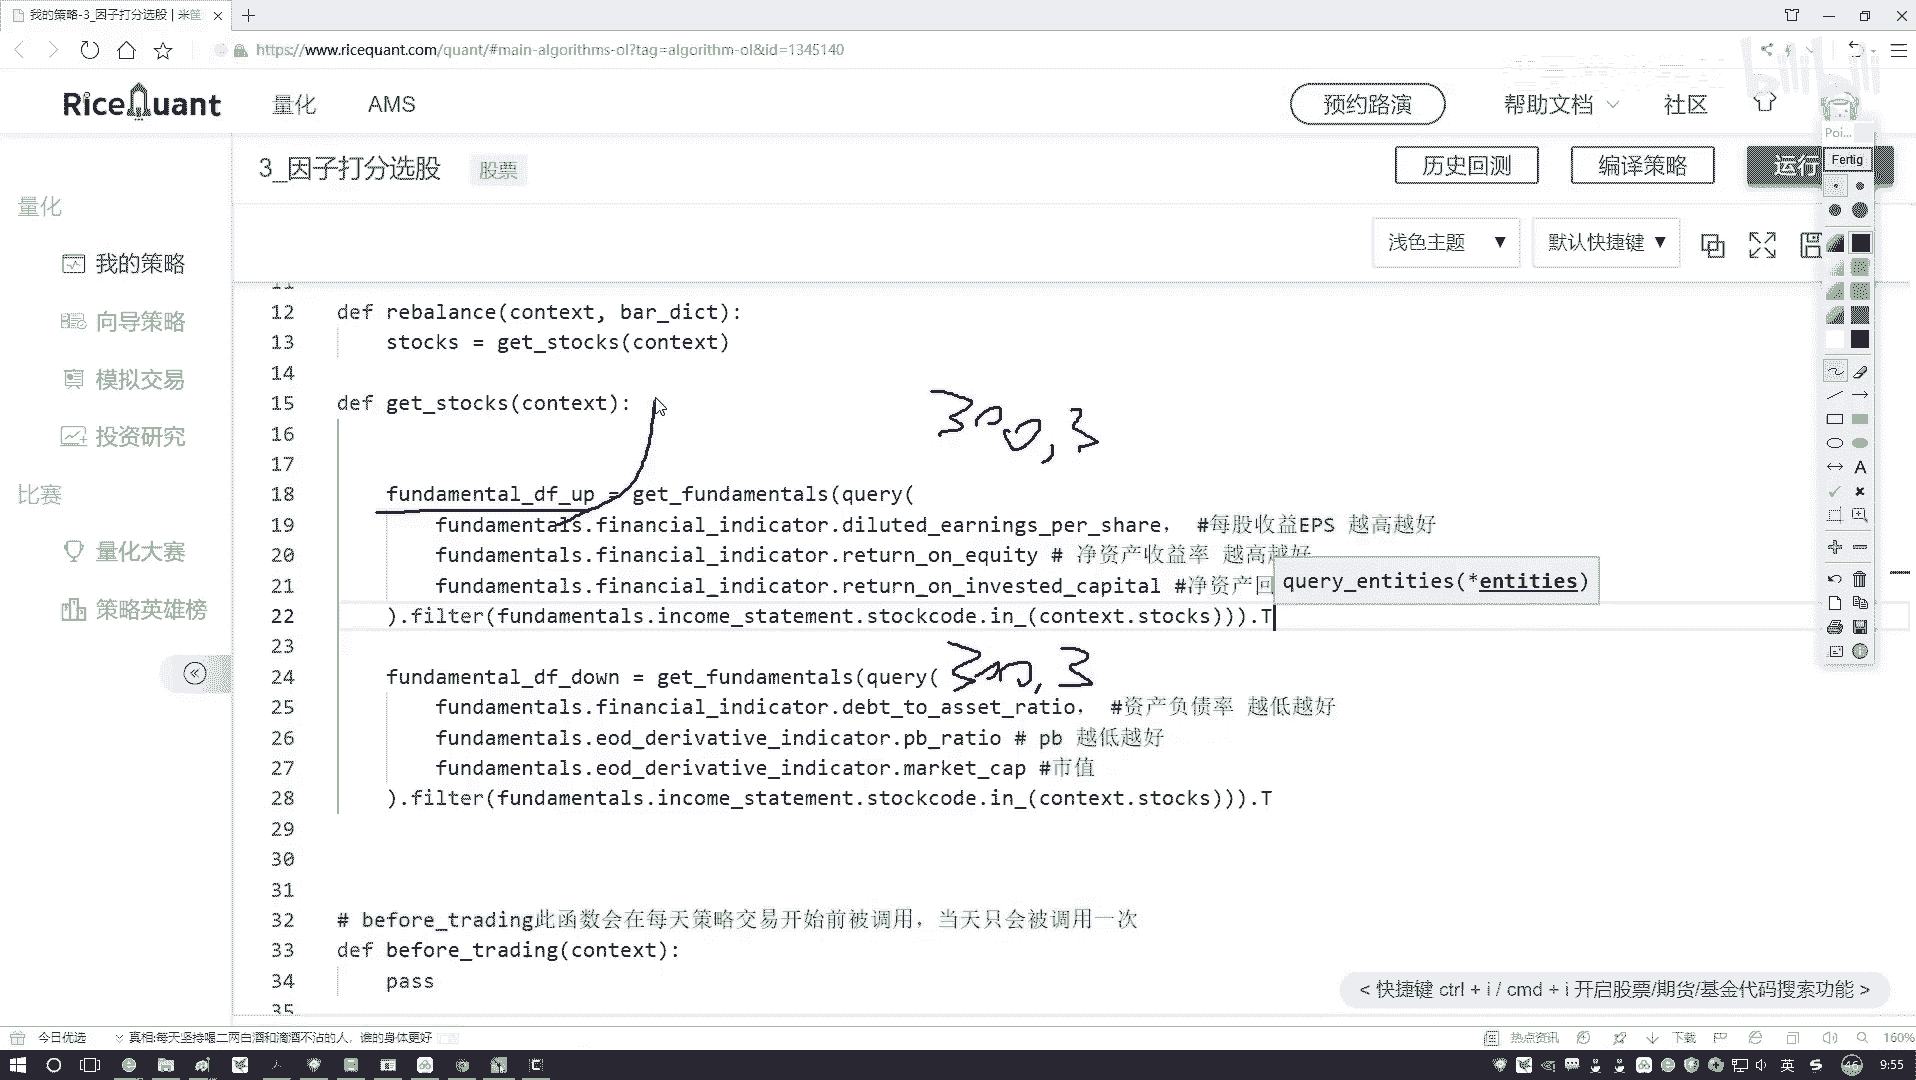 我的策略-3_因子打分选股 | 米筐
https://www.ricequant.com/quant/#main-algorithms-ol?tag=algorithm-ol&id=1345140
bilibili
RiceQuant 量化 AMS 预约路演 帮助文档 社区
Poi...
Fertig
3_因子打分选股 股票 历史回测 编译策略 运行
量化
我的策略
向导策略
模拟交易
投资研究
比赛
量化大赛
策略英雄榜
浅色主题 ▼ 默认快捷键 ▼
11
12 def rebalance(context, bar_dict):
13 stocks = get_stocks(context)
14
15 def get_stocks(context):
300,3
16
17
18 fundamental_df_up = get_fundamentals(query(
19 fundamentals.financial_indicator.diluted_earnings_per_share, #每股收益EPS 越高越好
20 fundamentals.financial_indicator.return_on_equity # 净资产收益率 越高越好
21 fundamentals.financial_indicator.return_on_invested_capital #净资产回
query_entities(*entities)
22 ).filter(fundamentals.income_statement.stockcode.in_(context.stocks))).T
23
24 fundamental_df_down = get_fundamentals(query(
300,3
25 fundamentals.financial_indicator.debt_to_asset_ratio, #资产负债率 越低越好
26 fundamentals.eod_derivative_indicator.pb_ratio # pb 越低越好
27 fundamentals.eod_derivative_indicator.market_cap #市值
28 ).filter(fundamentals.income_statement.stockcode.in_(context.stocks))).T
29
30
31
32 # before_trading此函数会在每天策略交易开始前被调用，当天只会被调用一次
33 def before_trading(context):
34 pass
35
< 快捷键 ctrl + i / cmd + i 开启股票/期货/基金代码搜索功能 >
今日优选 真相:每天坚持喝二两白酒和滴酒不沾的人，谁的身体更好 热点资讯 下载 160%
英 46 9:55